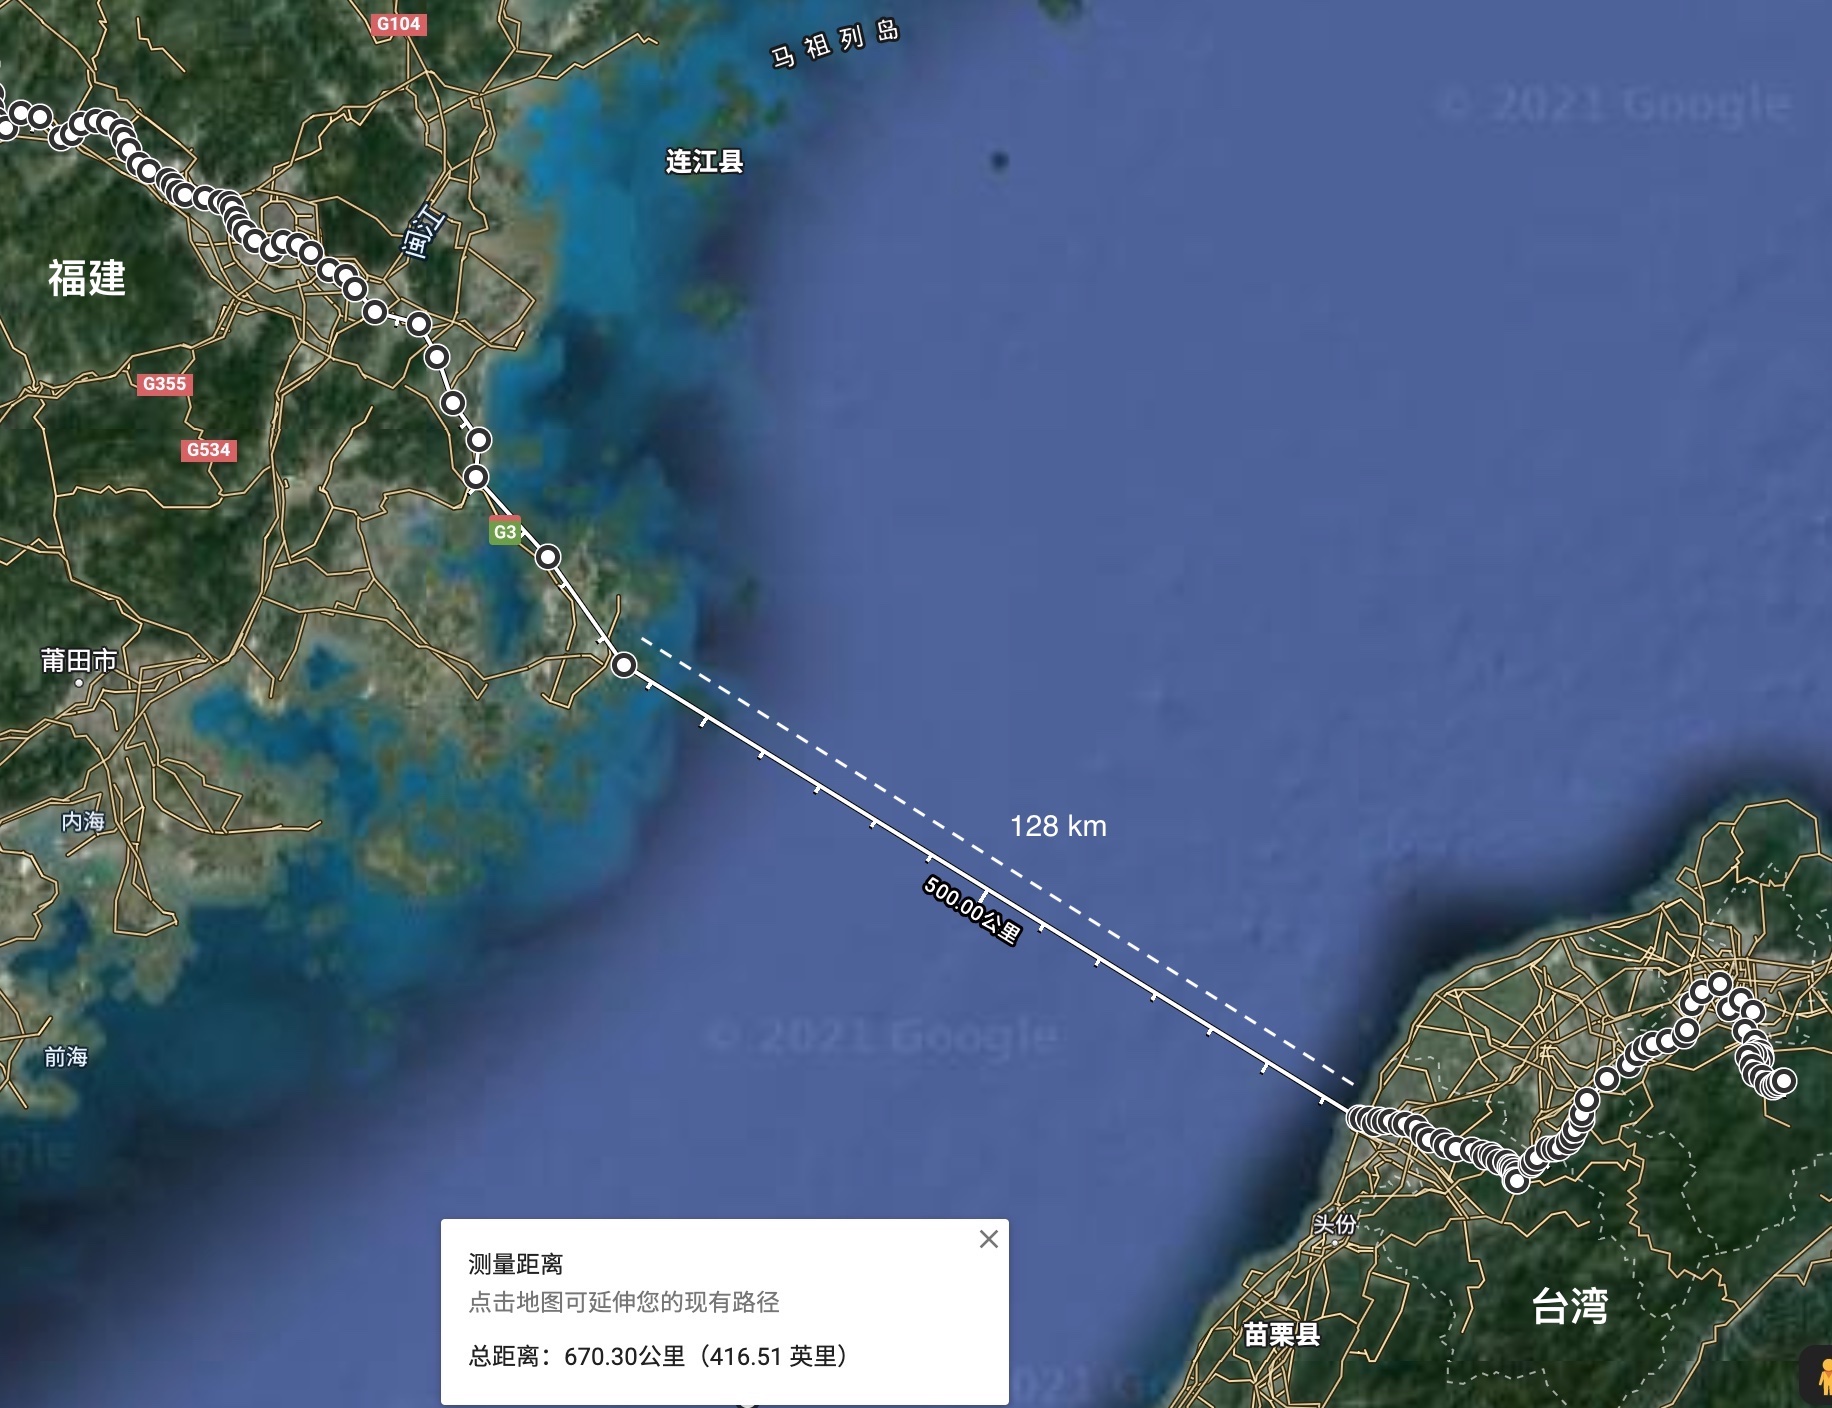 G104
马祖列岛
© 2021 Google
连江县
闽江
福建
G355
G534
G3
莆田市
128 km
内海
500.00公里
© 2021 Google
前海
头份
测量距离
点击地图可延伸您的现有路径
台湾
苗栗县
总距离：670.30公里（416.51 英里）